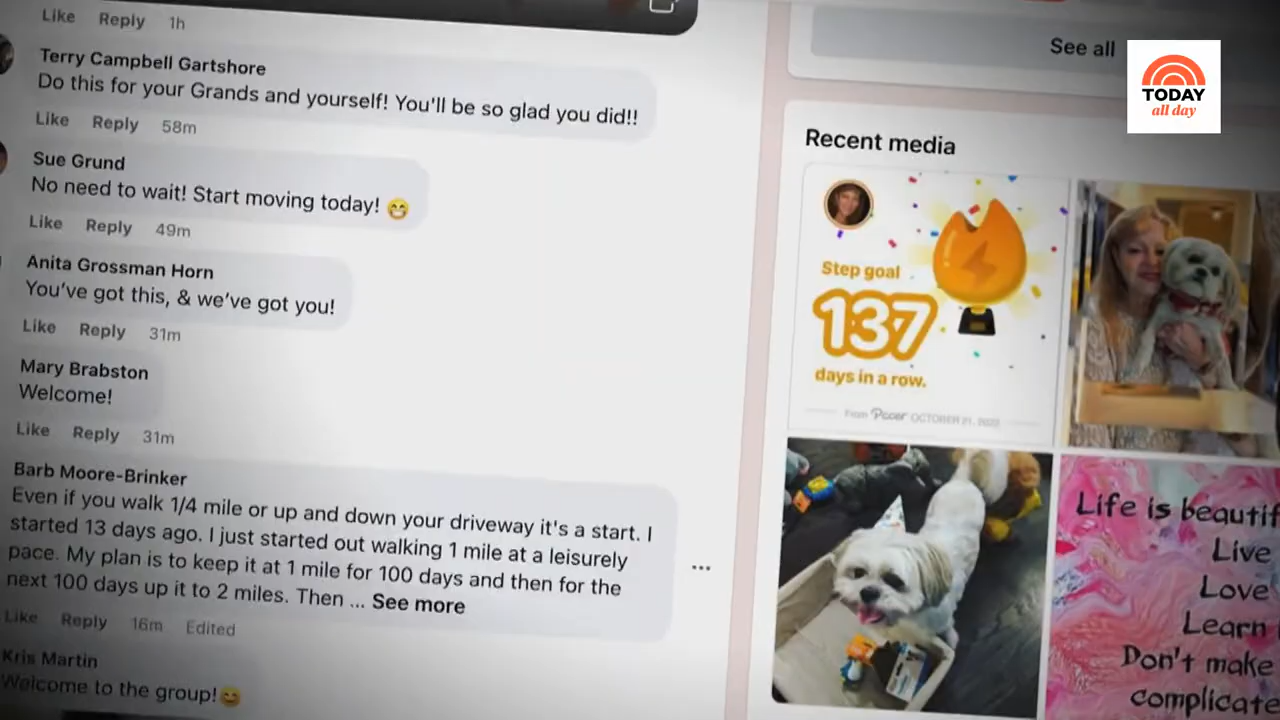 Like Reply 1h
Terry Campbell Gartshore
Do this for your Grands and yourself! You'll be so glad you did!!
Like Reply 58m
Sue Grund
No need to wait! Start moving today! 😁
Like Reply 49m
Anita Grossman Horn
You've got this, & we've got you!
Like Reply 31m
Mary Brabston
Welcome!
Like Reply 31m
Barb Moore-Brinker
Even if you walk 1/4 mile or up and down your driveway it's a start. I
started 13 days ago. I just started out walking 1 mile at a leisurely
pace. My plan is to keep it at 1 mile for 100 days and then for the
next 100 days up it to 2 miles. Then ... See more
Like Reply 16m Edited
Kris Martin
Welcome to the group! 😄
See all
TODAY
all day
Recent media
Step goal
137
days in a row.
From Pacer OCTOBER 21, 2022
Life is beautif
Live
Love
Learn
Don't make
complicate